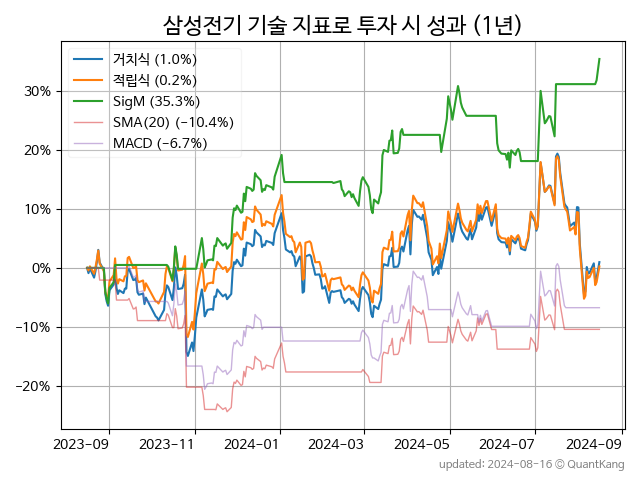 삼성전기 기술 지표로 투자 시 성과 (1년)
거치식 (1.0%)
적립식 (0.2%)
SigM (35.3%)
SMA(20) (−10.4%)
MACD (−6.7%)
30%
20%
10%
0%
−10%
−20%
2023-09 2023-11 2024-01 2024-03 2024-05 2024-07 2024-09
updated: 2024-08-16 © QuantKang